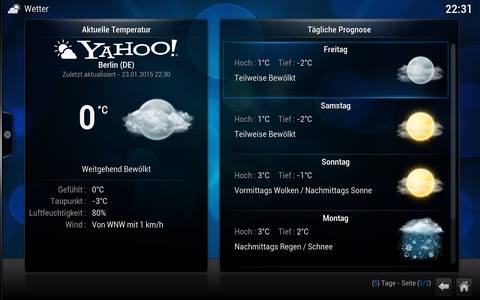 Wetter
22:31
Aktuelle Temperatur
YAHOO!
Berlin (DE)
Zuletzt aktualisiert - 23.01.2015 22:30
0 °C
Weitgehend Bewölkt
Gefühlt : 0°C
Taupunkt : -3°C
Luftfeuchtigkeit : 80%
Wind : Von WNW mit 1 km/h
Tägliche Prognose
Freitag
Hoch : 1°C Tief : -2°C
Teilweise Bewölkt
Samstag
Hoch : 1°C Tief : -2°C
Teilweise Bewölkt
Sonntag
Hoch : 3°C Tief : -1°C
Vormittags Wolken / Nachmittags Sonne
Montag
Hoch : 3°C Tief : 2°C
Nachmittags Regen / Schnee
(5) Tage - Seite (1/2)